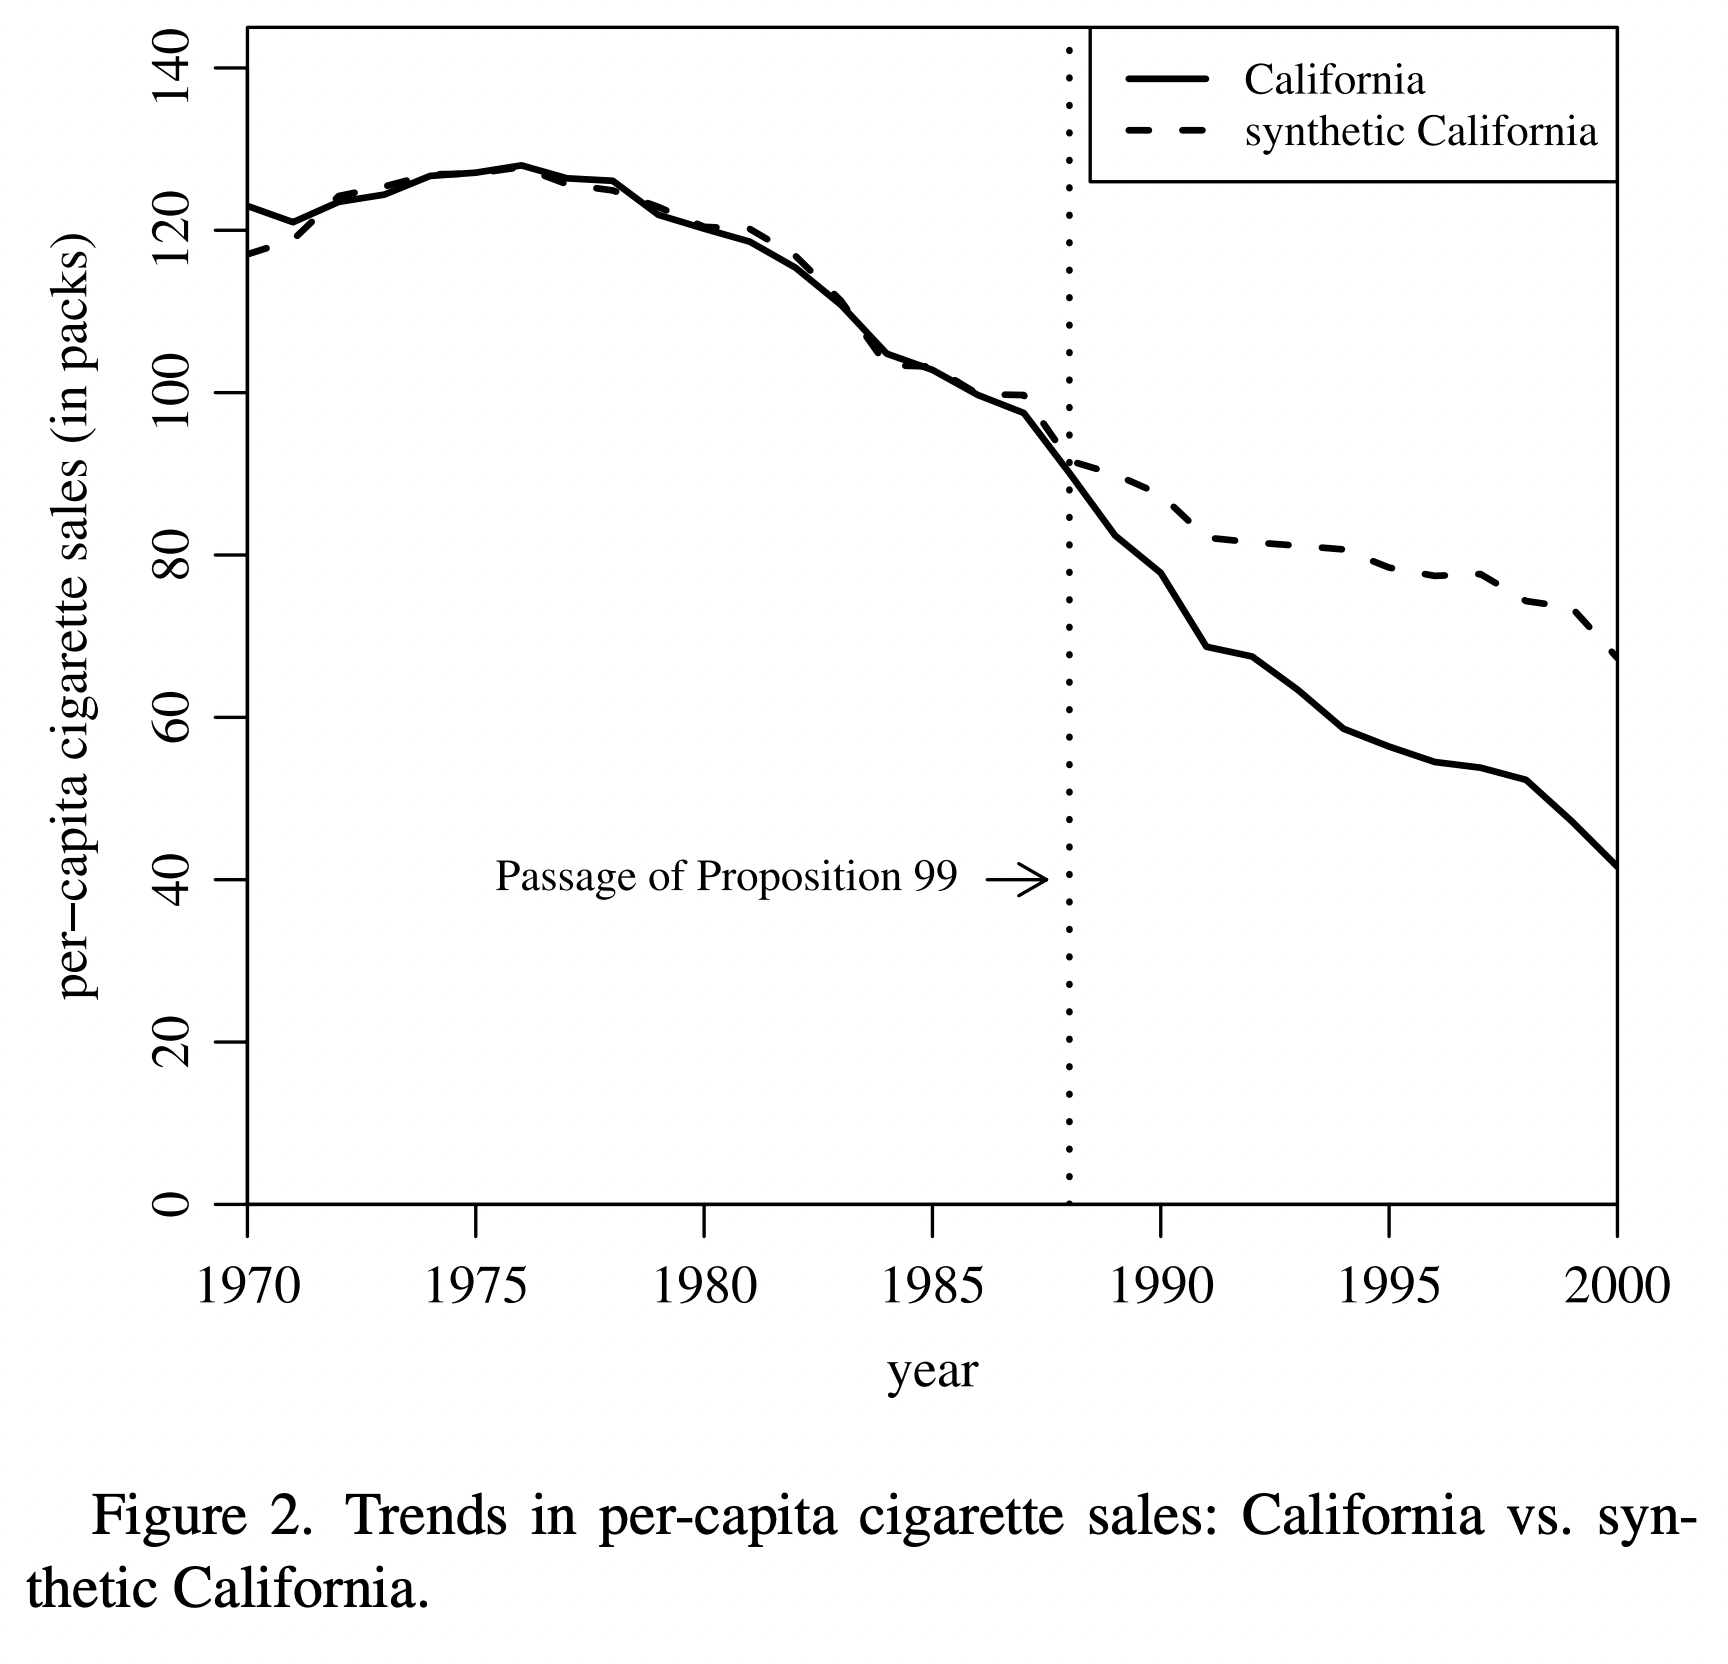 140
120
100
80
60
40
20
0
per−capita cigarette sales (in packs)
California
synthetic California
Passage of Proposition 99
1970 1975 1980 1985 1990 1995 2000
year
Figure 2. Trends in per-capita cigarette sales: California vs. syn-
thetic California.